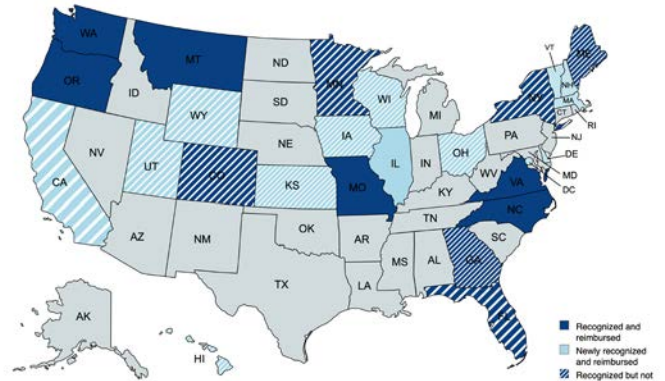 WA
MT
ND
OR
ID
SD
WY
NE
NV
UT
CO
CA
AZ
NM
KS
OK
TX
MN
IA
MO
AR
LA
WI
IL
MI
IN
OH
KY
TN
MS
AL
GA
FL
SC
NC
VA
WV
PA
NY
VT
NH
ME
MA
CT
RI
NJ
DE
MD
DC
AK
HI
Recognized and
reimbursed
Newly recognized
and reimbursed
Recognized but not